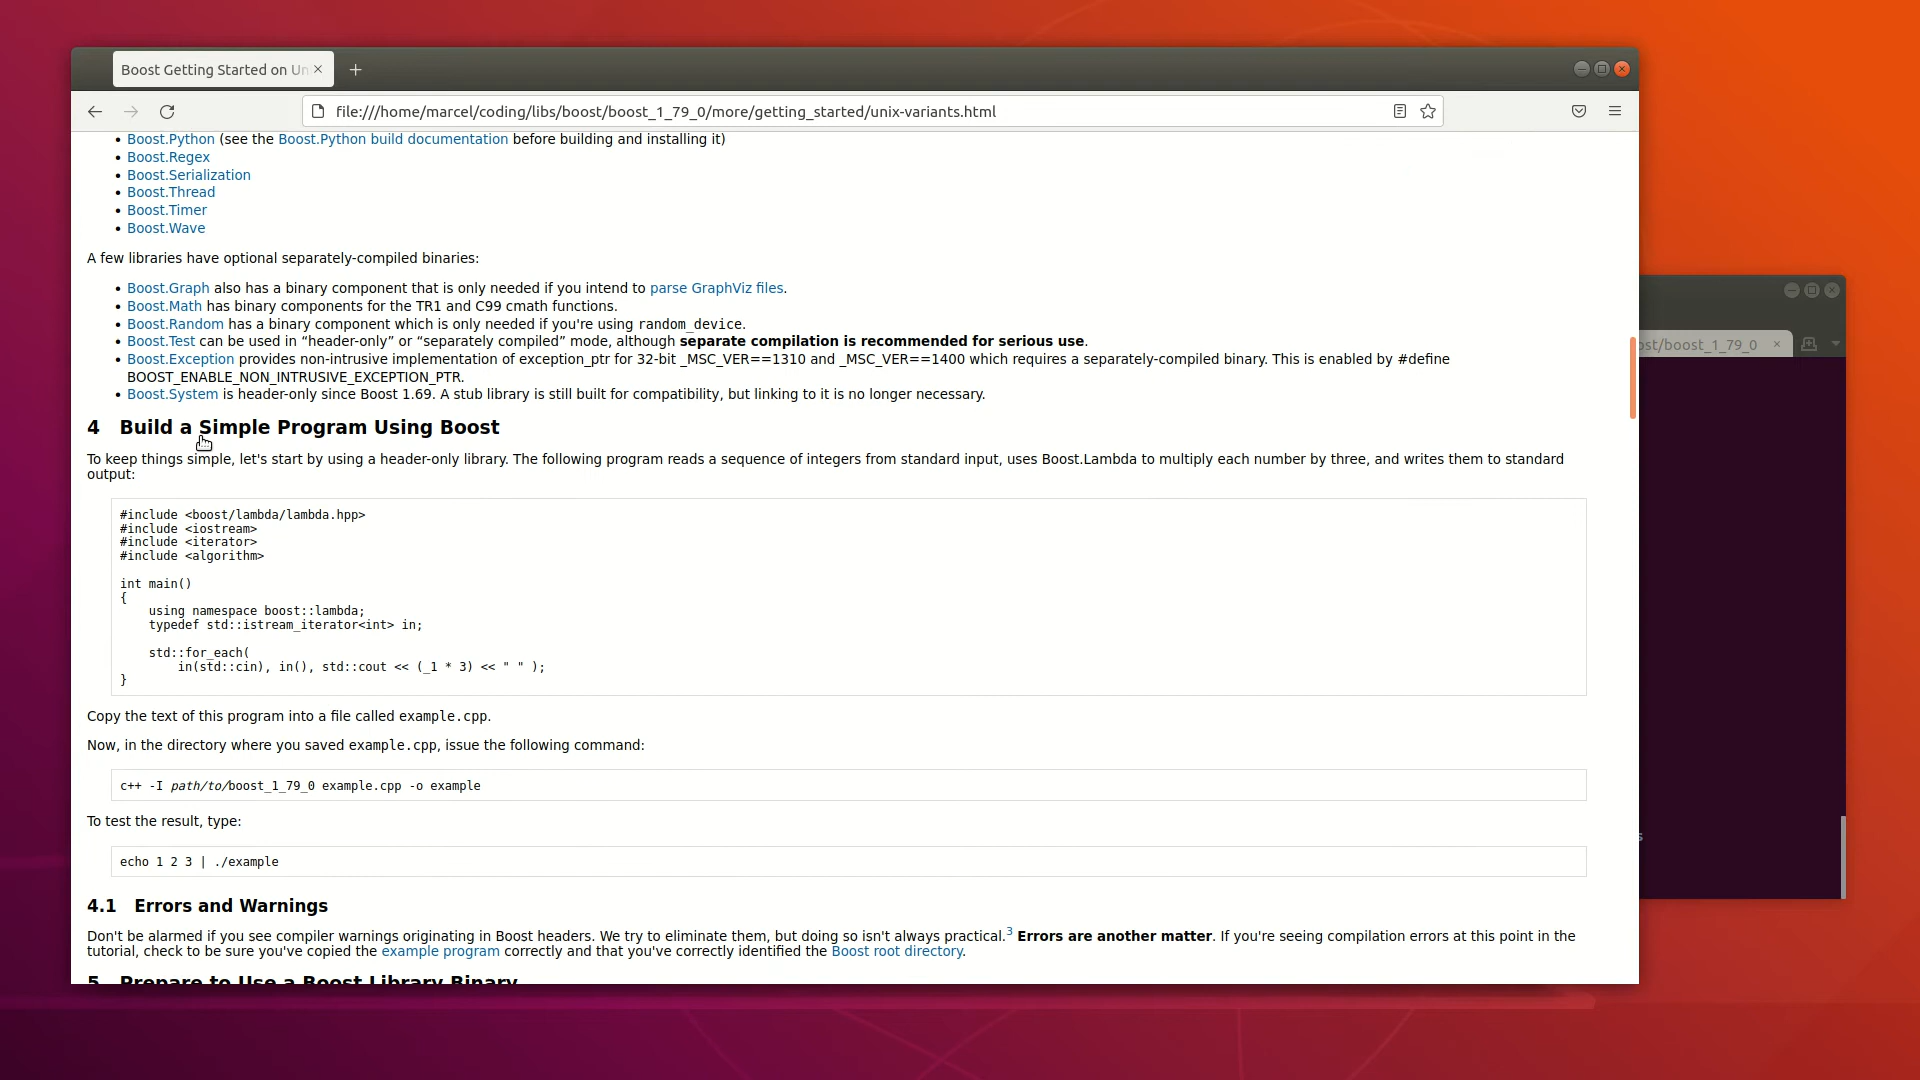 Boost Getting Started on Un
file:///home/marcel/coding/libs/boost/boost_1_79_0/more/getting_started/unix-variants.html
• Boost.Python (see the Boost.Python build documentation before building and installing it)
• Boost.Regex
• Boost.Serialization
• Boost.Thread
• Boost.Timer
• Boost.Wave
A few libraries have optional separately-compiled binaries:
• Boost.Graph also has a binary component that is only needed if you intend to parse GraphViz files.
• Boost.Math has binary components for the TR1 and C99 cmath functions.
• Boost.Random has a binary component which is only needed if you're using random_device.
• Boost.Test can be used in “header-only” or “separately compiled” mode, although separate compilation is recommended for serious use.
• Boost.Exception provides non-intrusive implementation of exception_ptr for 32-bit _MSC_VER==1310 and _MSC_VER==1400 which requires a separately-compiled binary. This is enabled by #define
BOOST_ENABLE_NON_INTRUSIVE_EXCEPTION_PTR.
• Boost.System is header-only since Boost 1.69. A stub library is still built for compatibility, but linking to it is no longer necessary.
4 Build a Simple Program Using Boost
To keep things simple, let's start by using a header-only library. The following program reads a sequence of integers from standard input, uses Boost.Lambda to multiply each number by three, and writes them to standard
output:
#include <boost/lambda/lambda.hpp>
#include <iostream>
#include <iterator>
#include <algorithm>
int main()
{
using namespace boost::lambda;
typedef std::istream_iterator<int> in;
std::for_each(
in(std::cin), in(), std::cout << (_1 * 3) << " " );
}
Copy the text of this program into a file called example.cpp.
Now, in the directory where you saved example.cpp, issue the following command:
c++ -I path/to/boost_1_79_0 example.cpp -o example
To test the result, type:
echo 1 2 3 | ./example
4.1 Errors and Warnings
Don't be alarmed if you see compiler warnings originating in Boost headers. We try to eliminate them, but doing so isn't always practical.3 Errors are another matter. If you're seeing compilation errors at this point in the
tutorial, check to be sure you've copied the example program correctly and that you've correctly identified the Boost root directory.
5 Prepare to Use a Boost Library Binary
ost/boost_1_79_0
s